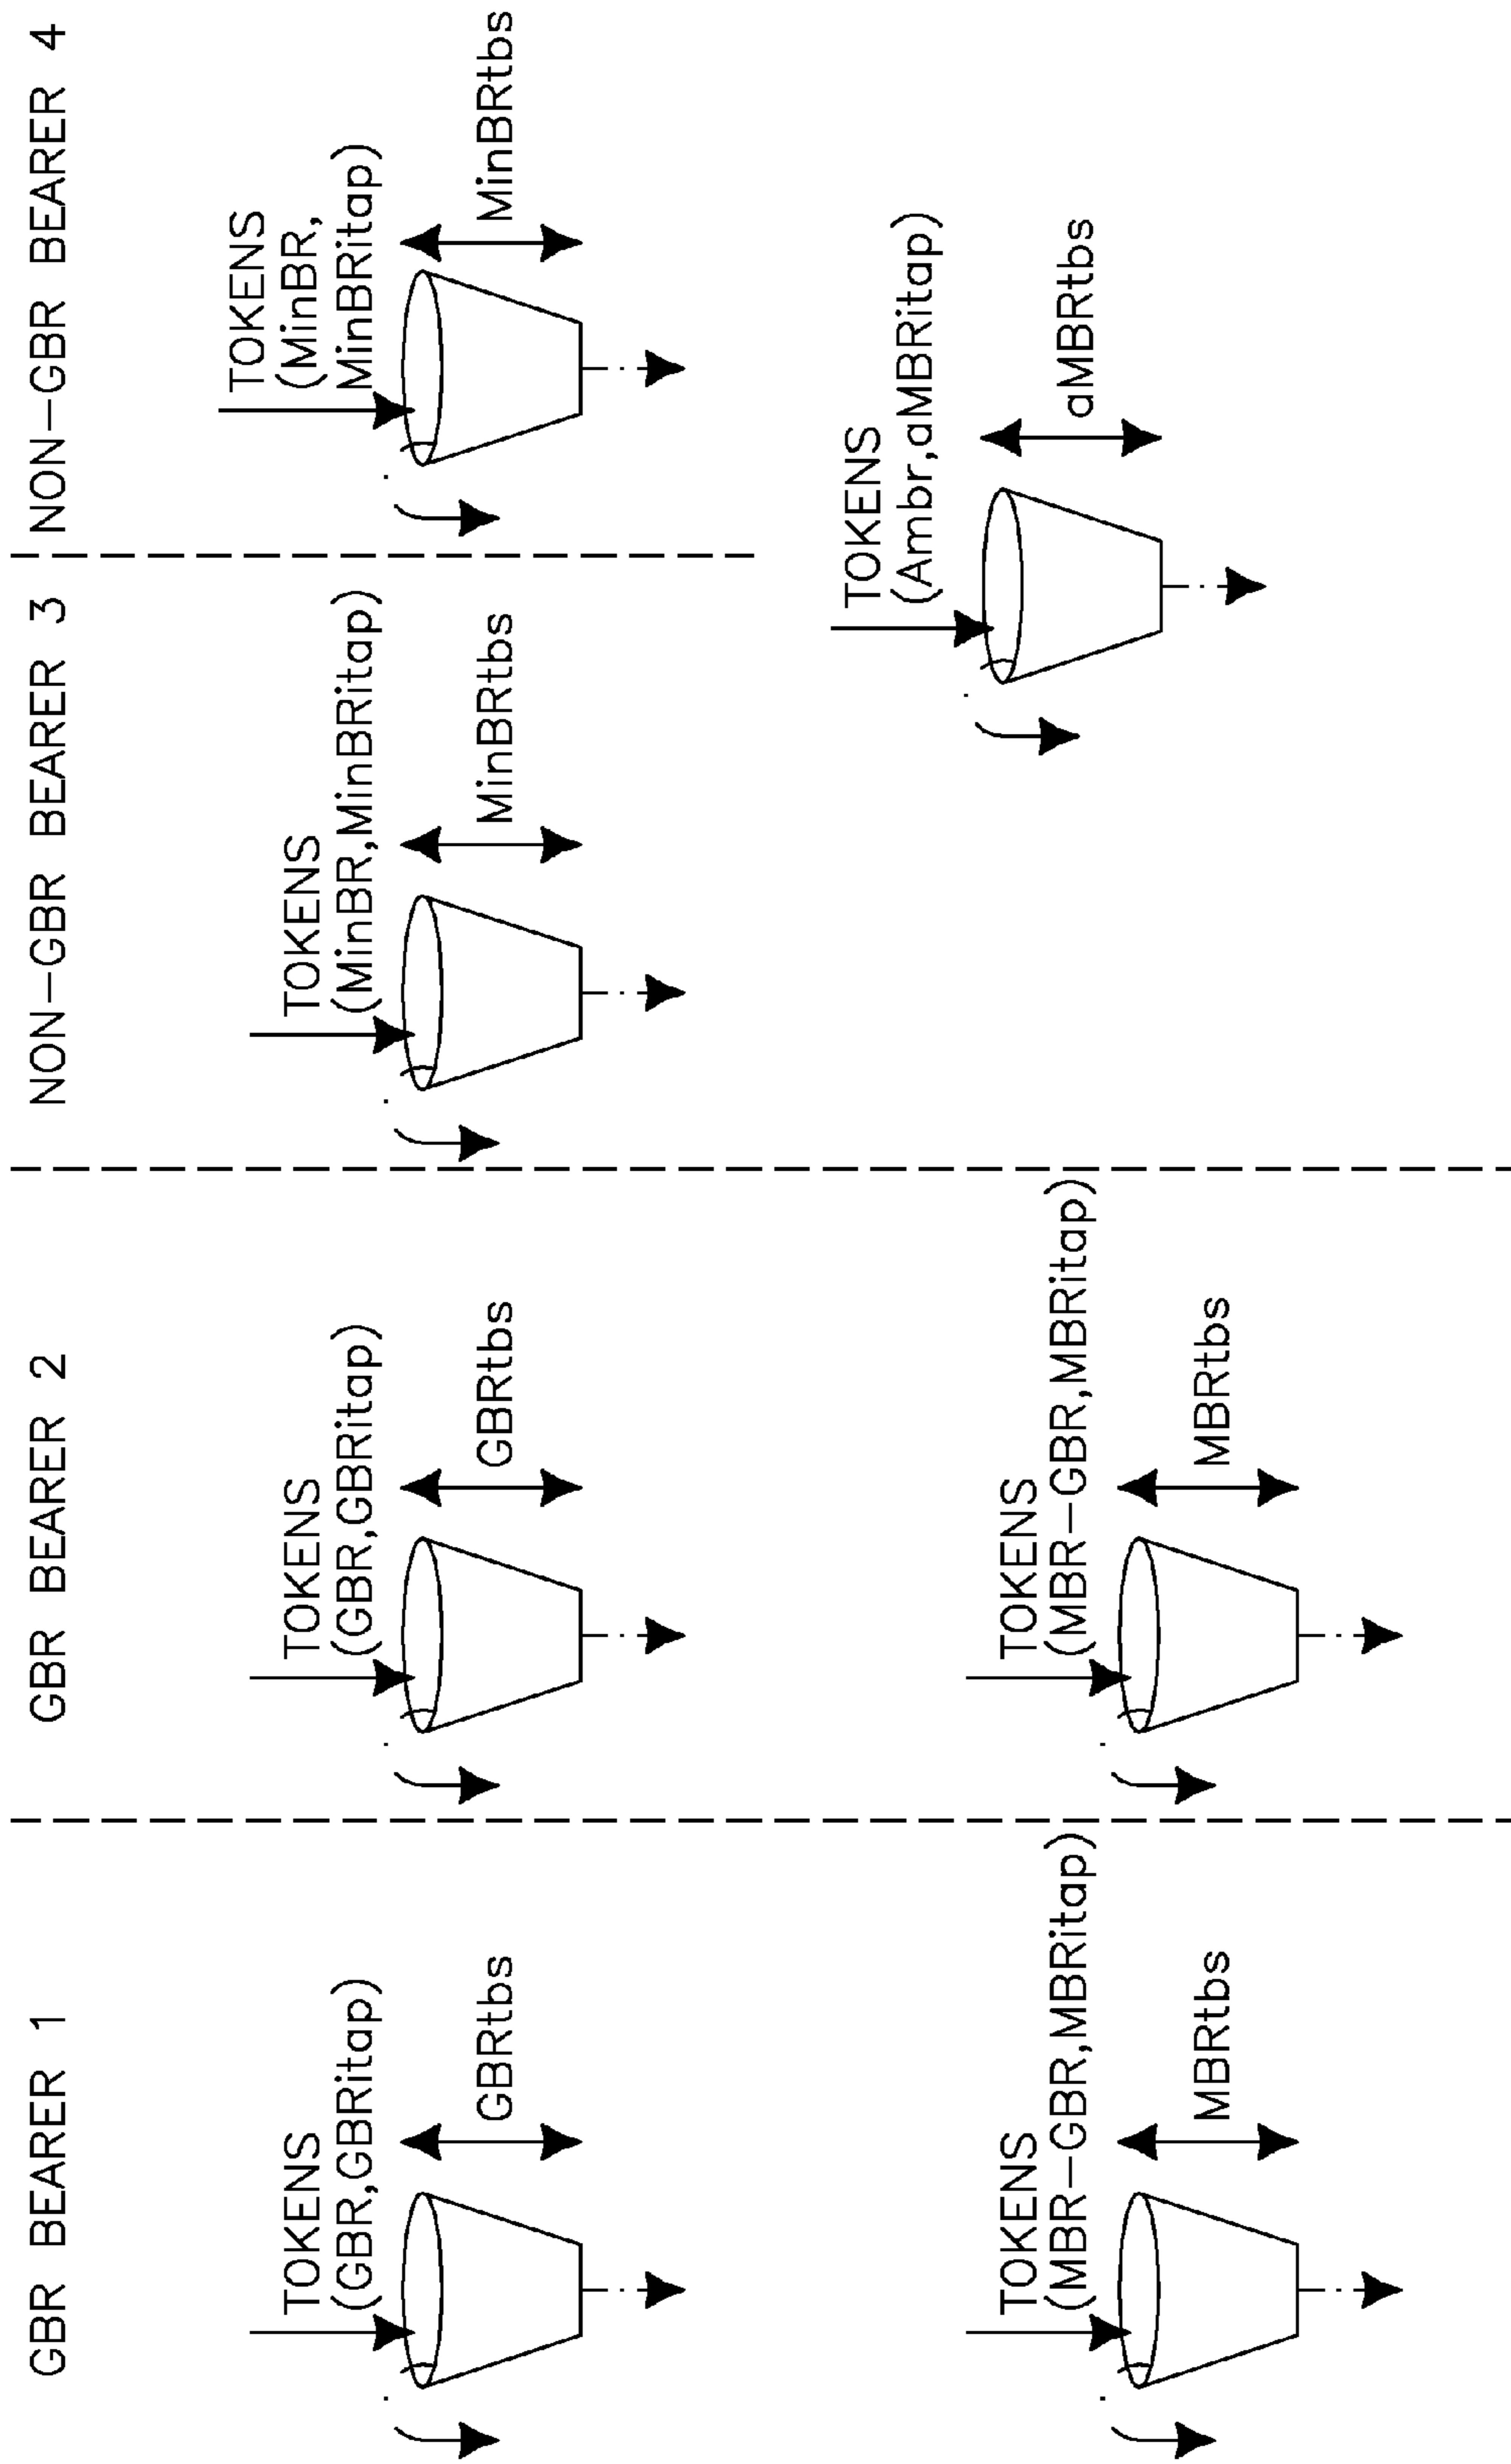 GBR BEARER 1
TOKENS
(GBR,GBRitap)
GBRtbs
TOKENS
(MBR−GBR,MBRitap)
MBRtbs
GBR BEARER 2
TOKENS
(GBR,GBRitap)
GBRtbs
TOKENS
(MBR−GBR,MBRitap)
MBRtbs
NON−GBR BEARER 3
TOKENS
(MinBR,MinBRitap)
MinBRtbs
NON−GBR BEARER 4
TOKENS
(MinBR,
MinBRitap)
MinBRtbs
TOKENS
(Ambr,aMBRitap)
aMBRtbs